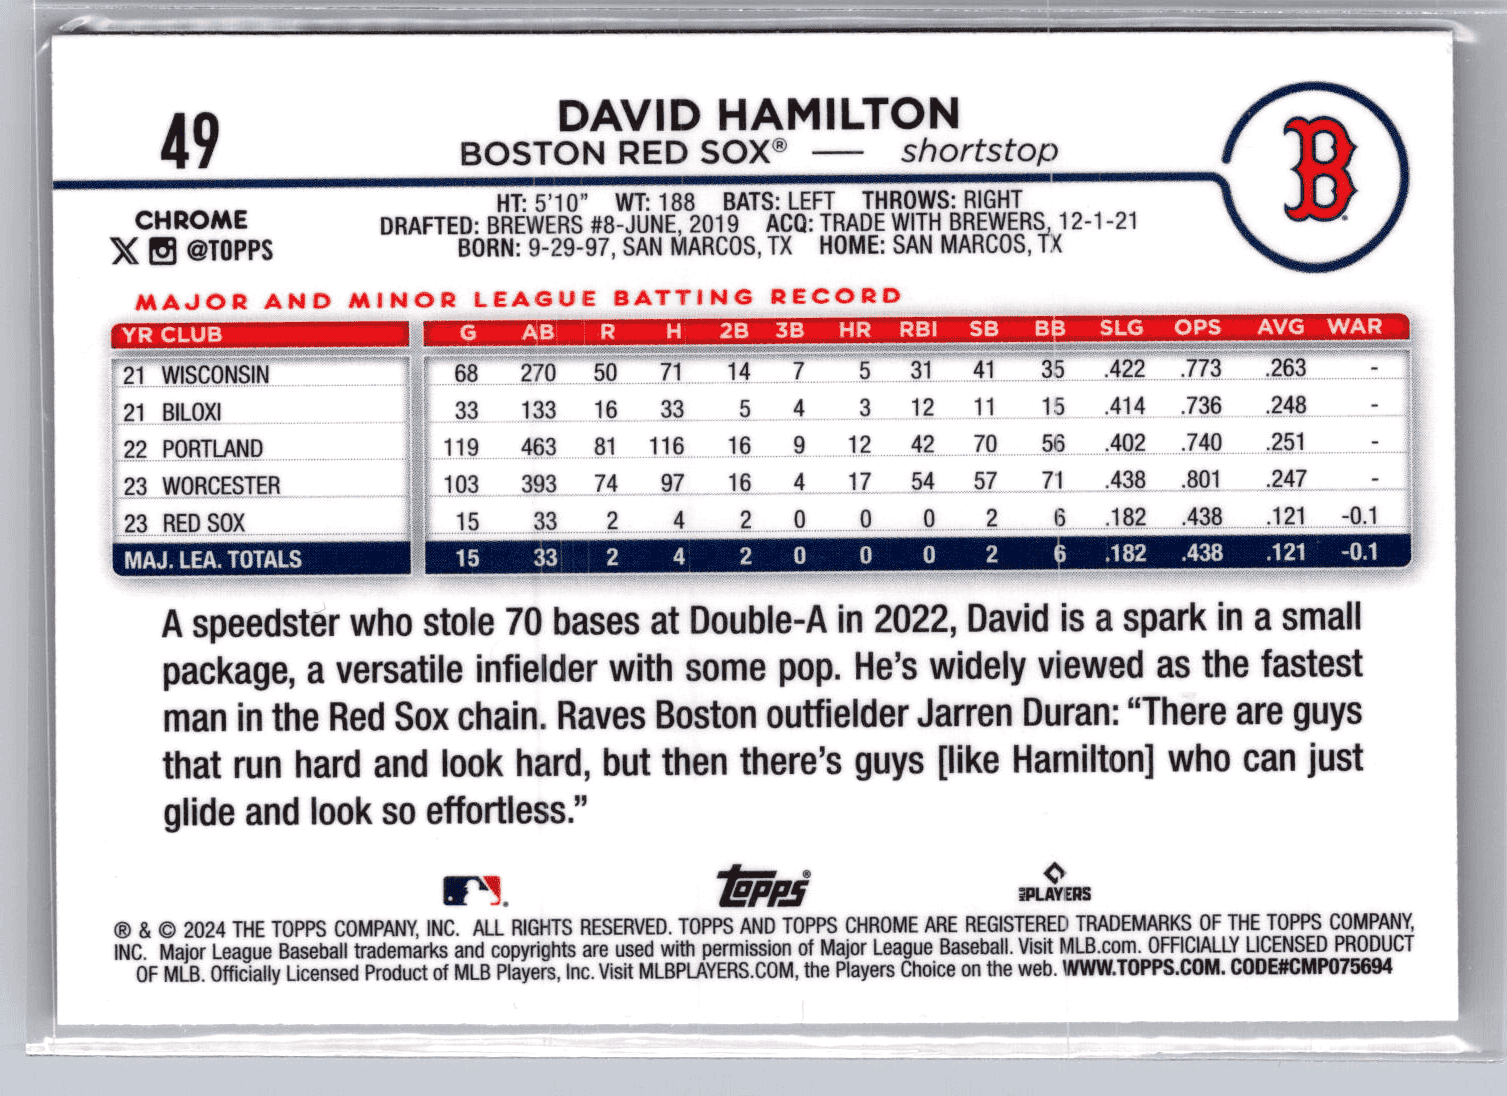 49
DAVID HAMILTON
BOSTON RED SOX® — shortstop
B
CHROME
X @TOPPS
HT: 5'10" WT: 188 BATS: LEFT THROWS: RIGHT
DRAFTED: BREWERS #8-JUNE, 2019 ACQ: TRADE WITH BREWERS, 12-1-21
BORN: 9-29-97, SAN MARCOS, TX HOME: SAN MARCOS, TX
MAJOR AND MINOR LEAGUE BATTING RECORD
YR CLUB G AB R H 2B 3B HR RBI SB BB SLG OPS AVG WAR
21 WISCONSIN 68 270 50 71 14 7 5 31 41 35 .422 .773 .263 -
21 BILOXI 33 133 16 33 5 4 3 12 11 15 .414 .736 .248 -
22 PORTLAND 119 463 81 116 16 9 12 42 70 56 .402 .740 .251 -
23 WORCESTER 103 393 74 97 16 4 17 54 57 71 .438 .801 .247 -
23 RED SOX 15 33 2 4 2 0 0 0 2 6 .182 .438 .121 -0.1
MAJ. LEA. TOTALS 15 33 2 4 2 0 0 0 2 6 .182 .438 .121 -0.1
A speedster who stole 70 bases at Double-A in 2022, David is a spark in a small
package, a versatile infielder with some pop. He's widely viewed as the fastest
man in the Red Sox chain. Raves Boston outfielder Jarren Duran: “There are guys
that run hard and look hard, but then there's guys [like Hamilton] who can just
glide and look so effortless.”
Topps®
MLB PLAYERS
® & © 2024 THE TOPPS COMPANY, INC. ALL RIGHTS RESERVED. TOPPS AND TOPPS CHROME ARE REGISTERED TRADEMARKS OF THE TOPPS COMPANY,
INC. Major League Baseball trademarks and copyrights are used with permission of Major League Baseball. Visit MLB.com. OFFICIALLY LICENSED PRODUCT
OF MLB. Officially Licensed Product of MLB Players, Inc. Visit MLBPLAYERS.COM, the Players Choice on the web. WWW.TOPPS.COM. CODE#CMP075694